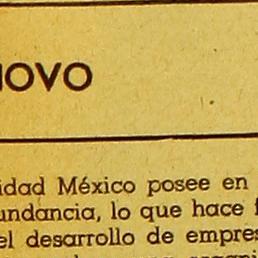 NOVO
idad México posee en
undancia, lo que hace f
el desarrollo de empres